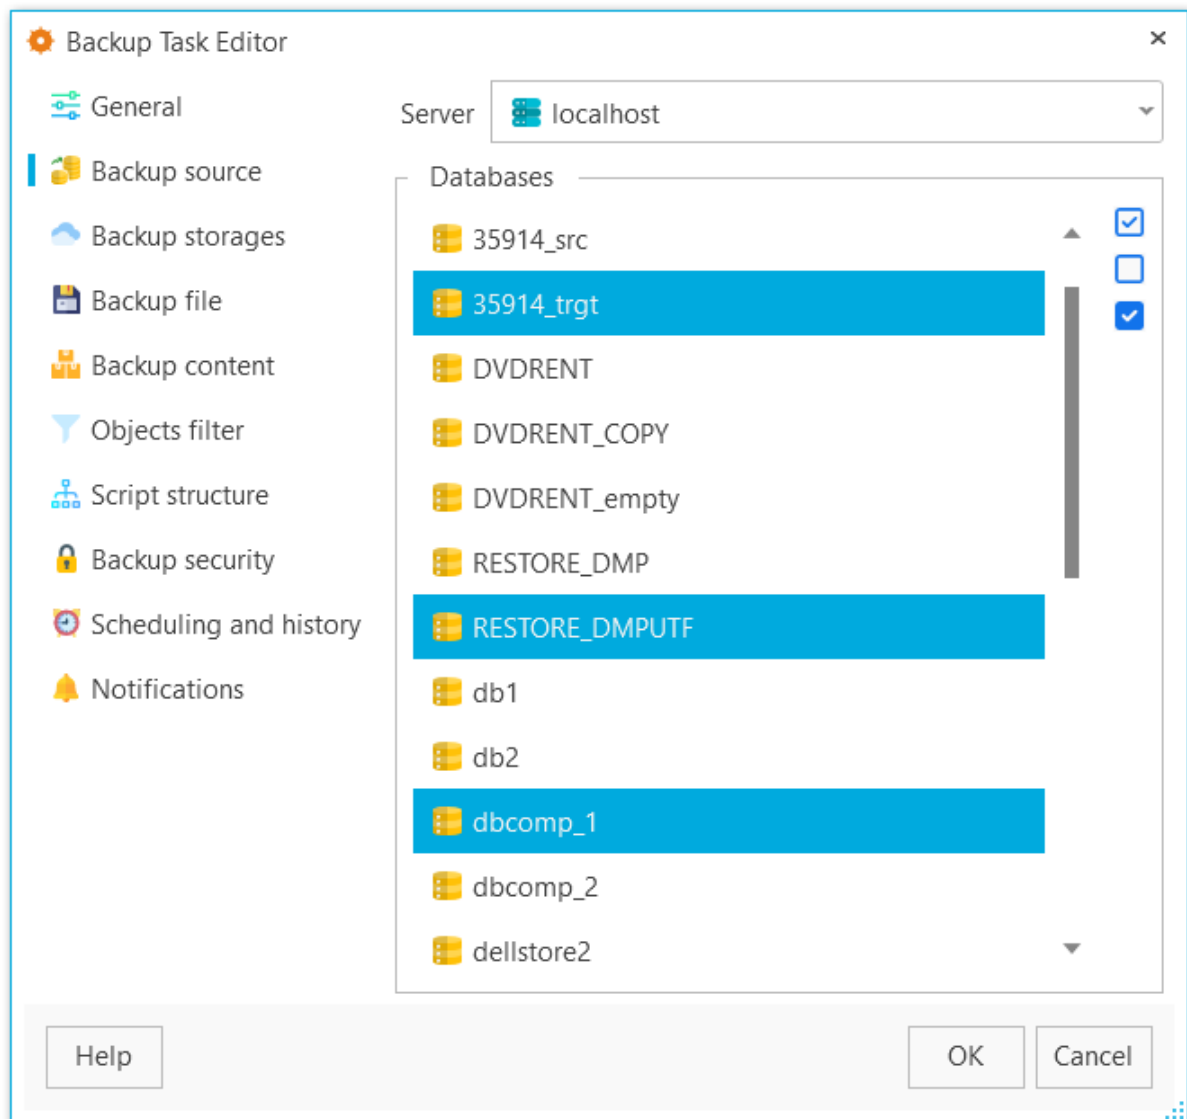 Backup Task Editor
General
Backup source
Backup storages
Backup file
Backup content
Objects filter
Script structure
Backup security
Scheduling and history
Notifications
Server localhost
Databases
35914_src
35914_trgt
DVDRENT
DVDRENT_COPY
DVDRENT_empty
RESTORE_DMP
RESTORE_DMPUTF
db1
db2
dbcomp_1
dbcomp_2
dellstore2
Help OK Cancel